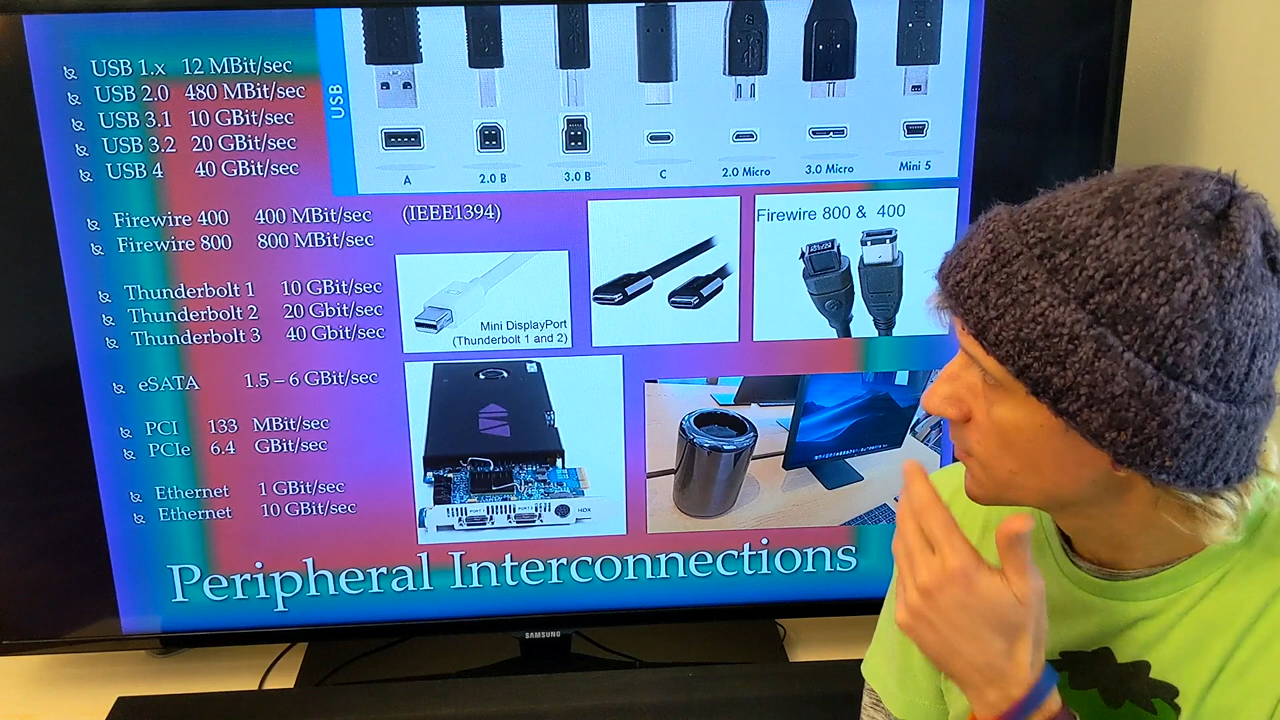 USB 1.x 12 MBit/sec
USB 2.0 480 MBit/sec
USB 3.1 10 GBit/sec
USB 3.2 20 GBit/sec
USB 4 40 GBit/sec
USB
A 2.0 B 3.0 B C 2.0 Micro 3.0 Micro Mini 5
Firewire 400 400 MBit/sec (IEEE1394)
Firewire 800 800 MBit/sec
Firewire 800 & 400
Thunderbolt 1 10 GBit/sec
Thunderbolt 2 20 Gbit/sec
Thunderbolt 3 40 Gbit/sec
Mini DisplayPort
(Thunderbolt 1 and 2)
eSATA 1.5 – 6 GBit/sec
PCI 133 MBit/sec
PCIe 6.4 GBit/sec
Ethernet 1 GBit/sec
Ethernet 10 GBit/sec
PORT 1 PORT 2 HDX
Peripheral Interconnections
SAMSUNG